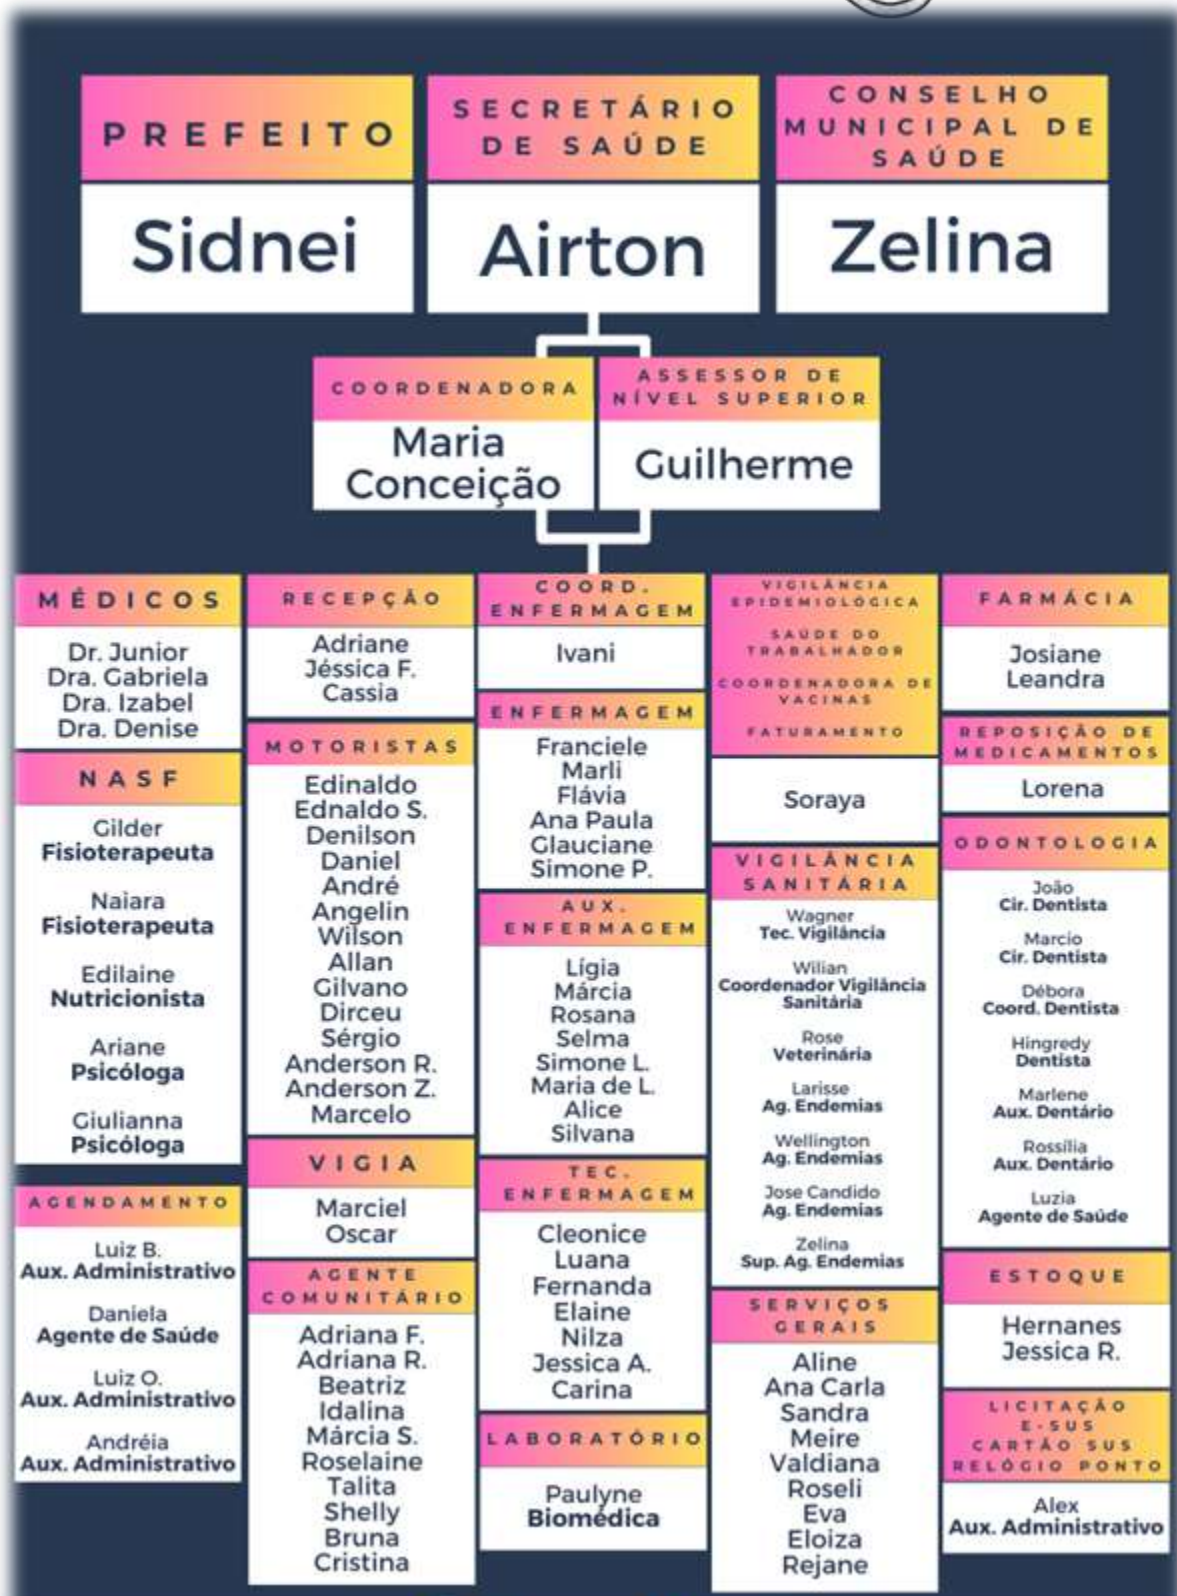 PREFEITO
Sidnei
SECRETÁRIO
DE SAÚDE
Airton
CONSELHO
MUNICIPAL DE
SAÚDE
Zelina
COORDENADORA
Maria
Conceição
ASSESSOR DE
NÍVEL SUPERIOR
Guilherme
MÉDICOS
Dr. Junior
Dra. Gabriela
Dra. Izabel
Dra. Denise
NASF
Gilder
Fisioterapeuta
Naiara
Fisioterapeuta
Edilaine
Nutricionista
Ariane
Psicóloga
Giulianna
Psicóloga
AGENDAMENTO
Luiz B.
Aux. Administrativo
Daniela
Agente de Saúde
Luiz O.
Aux. Administrativo
Andréia
Aux. Administrativo
RECEPÇÃO
Adriane
Jéssica F.
Cassia
MOTORISTAS
Edinaldo
Ednaldo S.
Denilson
Daniel
André
Angelin
Wilson
Allan
Gilvano
Dirceu
Sérgio
Anderson R.
Anderson Z.
Marcelo
VIGIA
Marciel
Oscar
AGENTE
COMUNITÁRIO
Adriana F.
Adriana R.
Beatriz
Idalina
Márcia S.
Roselaine
Talita
Shelly
Bruna
Cristina
COORD.
ENFERMAGEM
Ivani
ENFERMAGEM
Franciele
Marli
Flávia
Ana Paula
Glauciane
Simone P.
AUX.
ENFERMAGEM
Lígia
Márcia
Rosana
Selma
Simone L.
Maria de L.
Alice
Silvana
TEC.
ENFERMAGEM
Cleonice
Luana
Fernanda
Elaine
Nilza
Jessica A.
Carina
LABORATÓRIO
Paulyne
Biomédica
VIGILÂNCIA
EPIDEMIOLÓGICA
SAÚDE DO
TRABALHADOR
COORDENADORA DE
VACINAS
FATURAMENTO
Soraya
VIGILÂNCIA
SANITÁRIA
Wagner
Tec. Vigilância
Wilian
Coordenador Vigilância
Sanitária
Rose
Veterinária
Larisse
Ag. Endemias
Wellington
Ag. Endemias
Jose Candido
Ag. Endemias
Zelina
Sup. Ag. Endemias
SERVIÇOS
GERAIS
Aline
Ana Carla
Sandra
Meire
Valdiana
Roseli
Eva
Eloiza
Rejane
FARMÁCIA
Josiane
Leandra
REPOSIÇÃO DE
MEDICAMENTOS
Lorena
ODONTOLOGIA
João
Cir. Dentista
Marcio
Cir. Dentista
Débora
Coord. Dentista
Hingredy
Dentista
Marlene
Aux. Dentário
Rossília
Aux. Dentário
Luzia
Agente de Saúde
ESTOQUE
Hernanes
Jessica R.
LICITAÇÃO
E-SUS
CARTÃO SUS
RELÓGIO PONTO
Alex
Aux. Administrativo